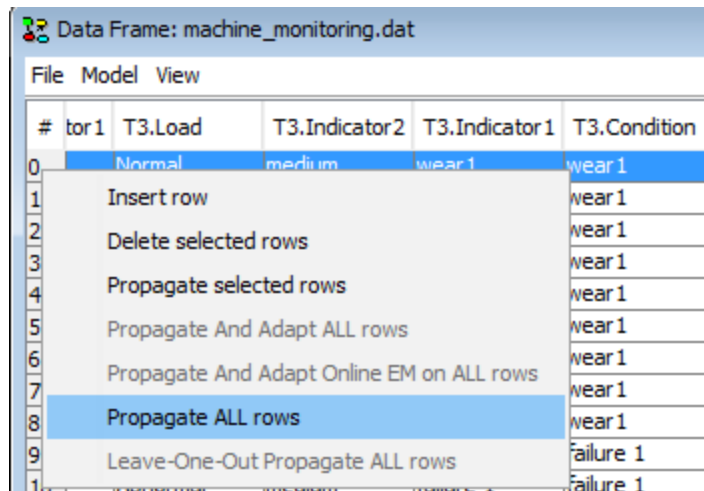 Data Frame: machine_monitoring.dat
File Model View
# tor1 T3.Load T3.Indicator2 T3.Indicator1 T3.Condition
0 Normal medium wear1 wear1
1 Insert row wear1
2 Delete selected rows wear1
3 wear1
4 Propagate selected rows wear1
5 Propagate And Adapt ALL rows wear1
6 Propagate And Adapt Online EM on ALL rows wear1
7 wear1
8 Propagate ALL rows wear1
9 Leave-One-Out Propagate ALL rows failure 1
failure 1